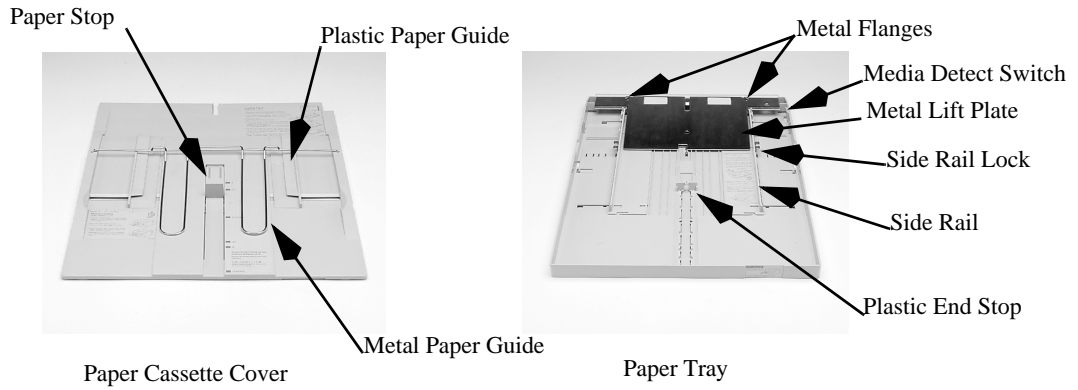 Paper Stop
Plastic Paper Guide
Metal Paper Guide
Paper Cassette Cover
Metal Flanges
Media Detect Switch
Metal Lift Plate
Side Rail Lock
Side Rail
Plastic End Stop
Paper Tray